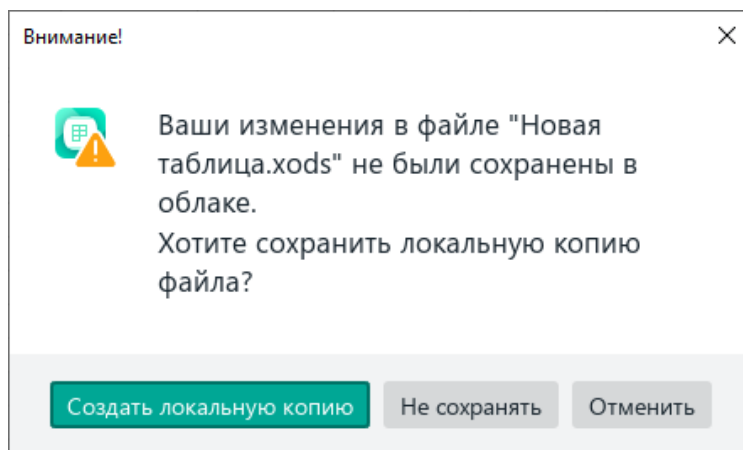 Внимание!
Ваши изменения в файле "Новая
таблица.xods" не были сохранены в
облаке.
Хотите сохранить локальную копию
файла?
Создать локальную копию Не сохранять Отменить